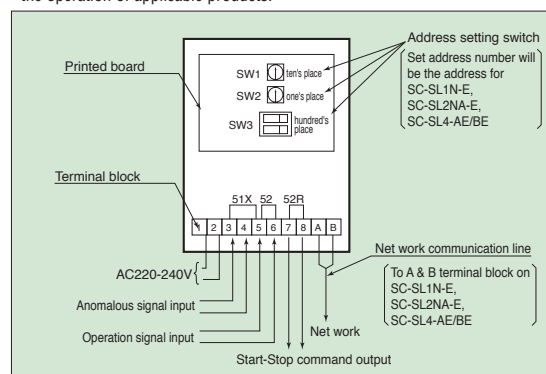 the operation of applicable products.
Address setting switch
Set address number will
be the address for
SC-SL1N-E,
SC-SL2NA-E,
SC-SL4-AE/BE
Printed board
SW1 ten's place
SW2 one's place
SW3 hundred's
place
Terminal block
51X 52 52R
1 2 3 4 5 6 7 8 A B
Net work communication line
To A & B terminal block on
SC-SL1N-E,
SC-SL2NA-E,
SC-SL4-AE/BE
AC220-240V
Anomalous signal input
Operation signal input
Net work
Start-Stop command output